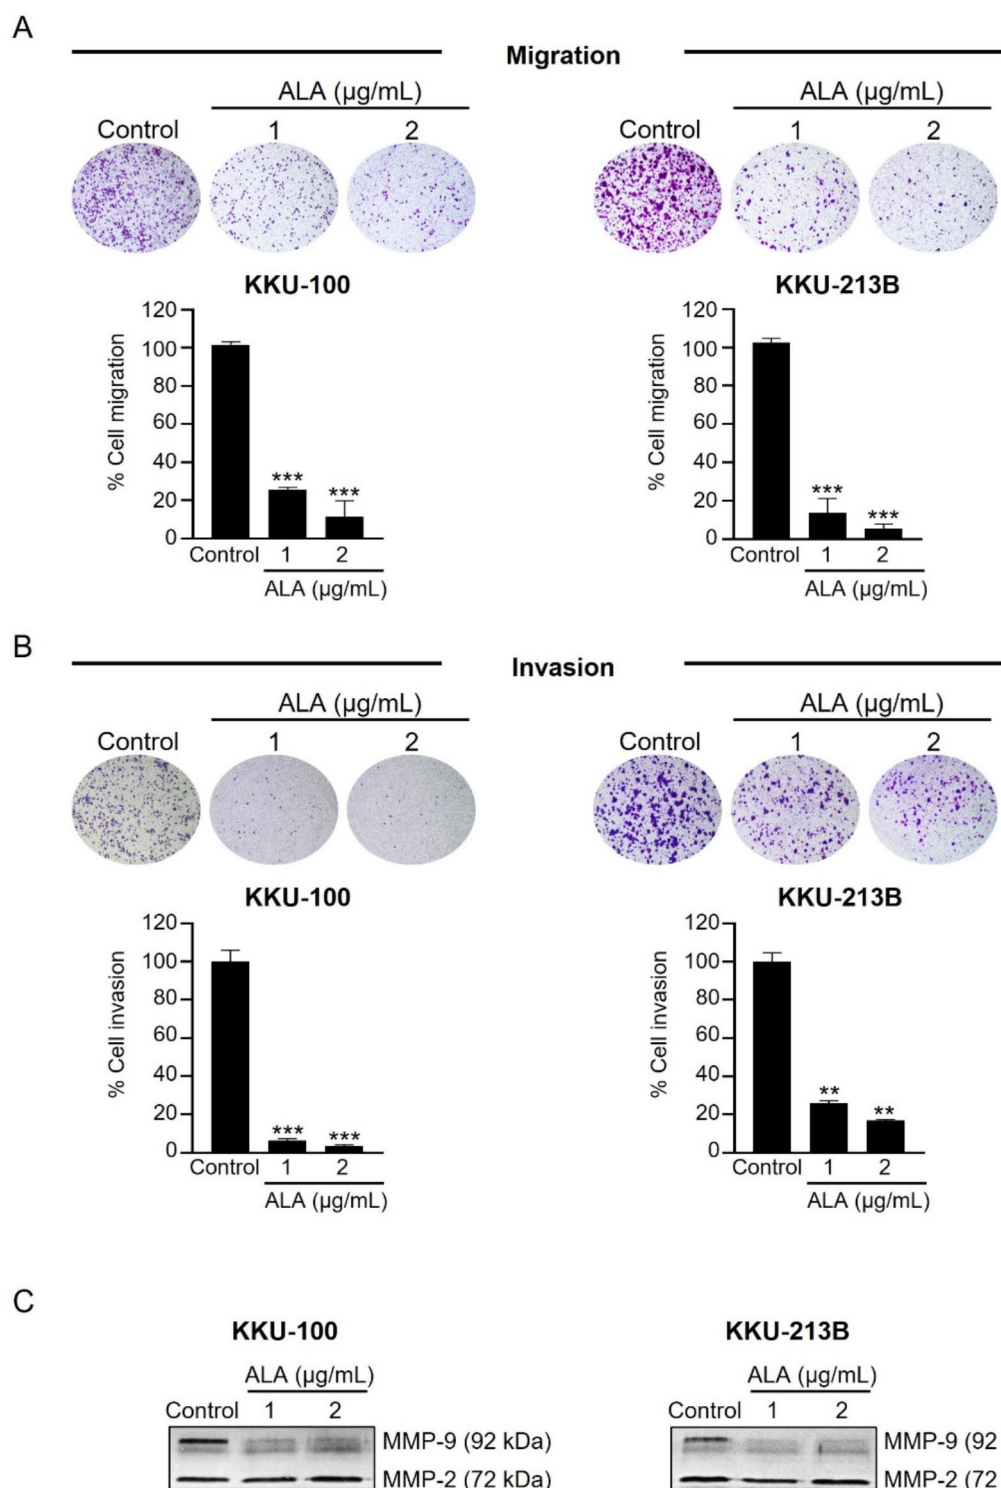 A
Migration
ALA (µg/mL)
Control 1 2
ALA (µg/mL)
Control 1 2
KKU-100
% Cell migration
120
100
80
60
40
20
0
***
***
Control 1 2
ALA (µg/mL)
KKU-213B
% Cell migration
120
100
80
60
40
20
0
***
***
Control 1 2
ALA (µg/mL)
B
Invasion
ALA (µg/mL)
Control 1 2
ALA (µg/mL)
Control 1 2
KKU-100
% Cell invasion
120
100
80
60
40
20
0
***
***
Control 1 2
ALA (µg/mL)
KKU-213B
% Cell invasion
120
100
80
60
40
20
0
**
**
Control 1 2
ALA (µg/mL)
C
KKU-100
ALA (µg/mL)
Control 1 2
MMP-9 (92 kDa)
MMP-2 (72 kDa)
KKU-213B
ALA (µg/mL)
Control 1 2
MMP-9 (92
MMP-2 (72